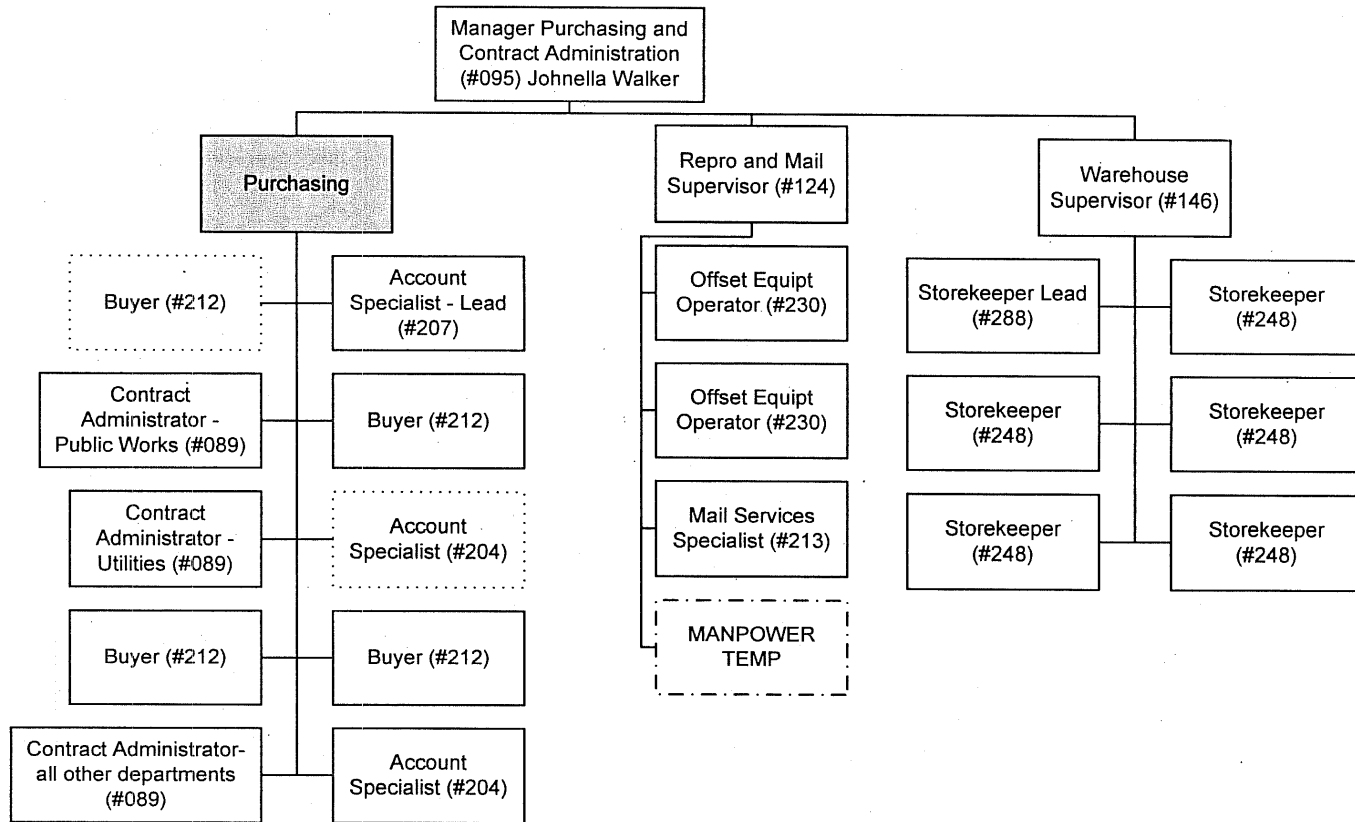 Manager Purchasing and
Contract Administration
(#095) Johnella Walker
Purchasing
Repro and Mail
Supervisor (#124)
Warehouse
Supervisor (#146)
Buyer (#212)
Account
Specialist - Lead
(#207)
Contract
Administrator -
Public Works (#089)
Buyer (#212)
Contract
Administrator -
Utilities (#089)
Account
Specialist (#204)
Buyer (#212)
Buyer (#212)
Contract Administrator-
all other departments
(#089)
Account
Specialist (#204)
Offset Equipt
Operator (#230)
Offset Equipt
Operator (#230)
Mail Services
Specialist (#213)
MANPOWER
TEMP
Storekeeper Lead
(#288)
Storekeeper
(#248)
Storekeeper
(#248)
Storekeeper
(#248)
Storekeeper
(#248)
Storekeeper
(#248)